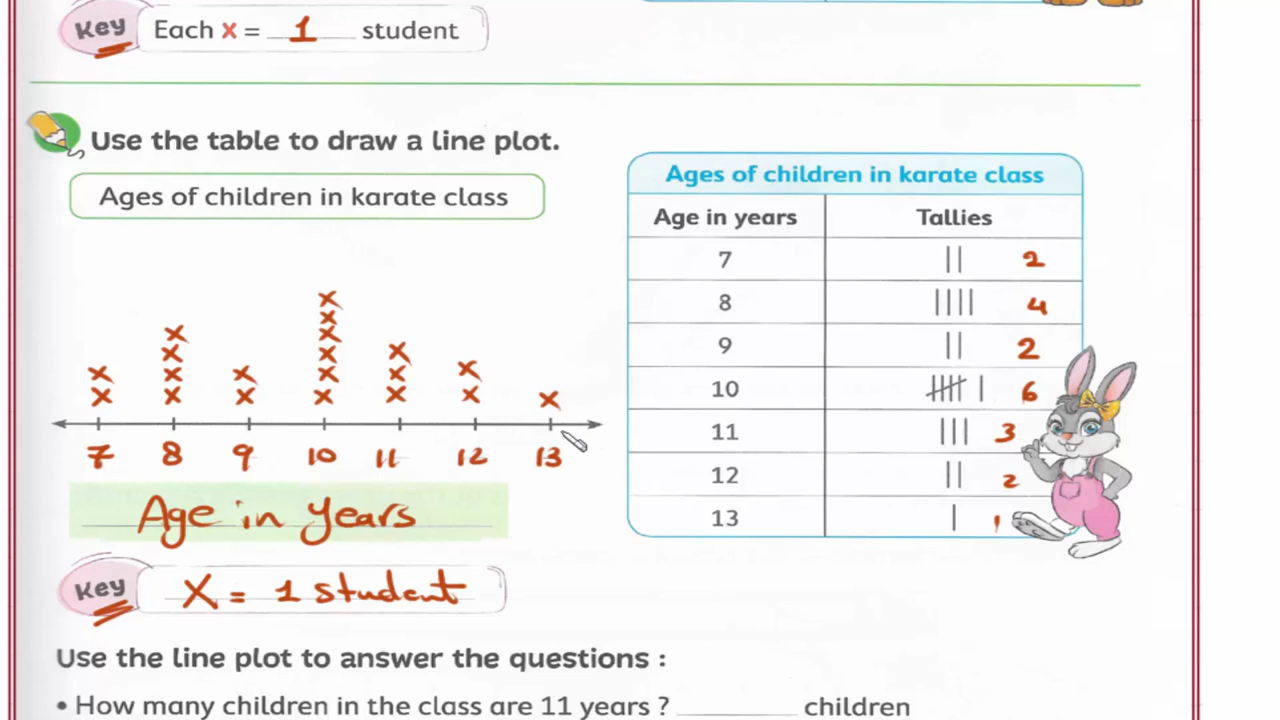 Key Each x = 1 student
Use the table to draw a line plot.
Ages of children in karate class
x x x x x x x x x x x x x x x x x x x x
7 8 9 10 11 12 13
Age in years
Key X = 1 student
Ages of children in karate class
Age in years Tallies
7 || 2
8 |||| 4
9 || 2
10 |||| | 6
11 ||| 3
12 || 2
13 | 1
Use the line plot to answer the questions :
• How many children in the class are 11 years ? ________ children